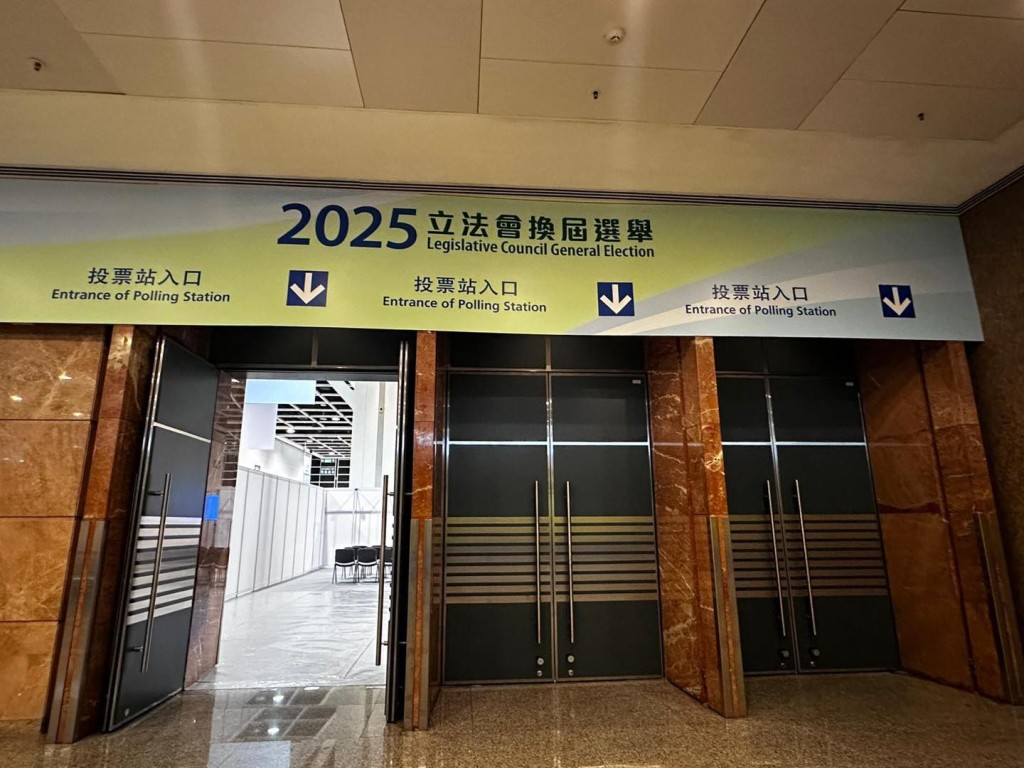 2025 立法會換屆選舉
Legislative Council General Election
投票站入口
Entrance of Polling Station
投票站入口
Entrance of Polling Station
投票站入口
Entrance of Polling Station